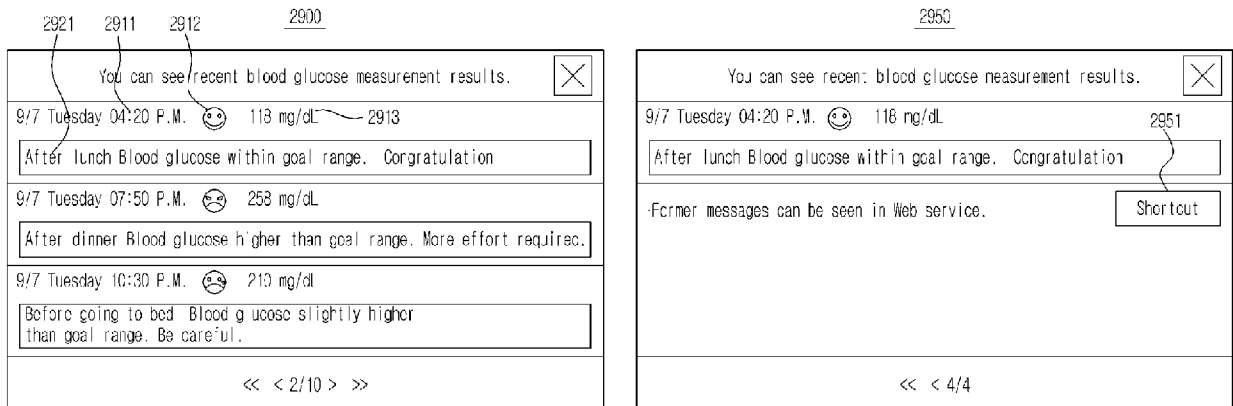 2900
2921 2911 2912
You can see recent blood glucose measurement results.
9/7 Tuesday 04:20 P.M. 118 mg/dL 2913
After lunch Blood glucose within goal range. Congratulation
9/7 Tuesday 07:50 P.M. 258 mg/dL
After dinner Blood glucose higher than goal range. More effort required.
9/7 Tuesday 10:30 P.M. 210 mg/dL
Before going to bed Blood glucose slightly higher
than goal range. Be careful.
<< < 2/10 > >>
2950
You can see recent blood glucose measurement results.
9/7 Tuesday 04:20 P.M. 118 mg/dL
2951
After lunch Blood glucose within goal range. Congratulation
·Former messages can be seen in Web service. Shortcut
<< < 4/4